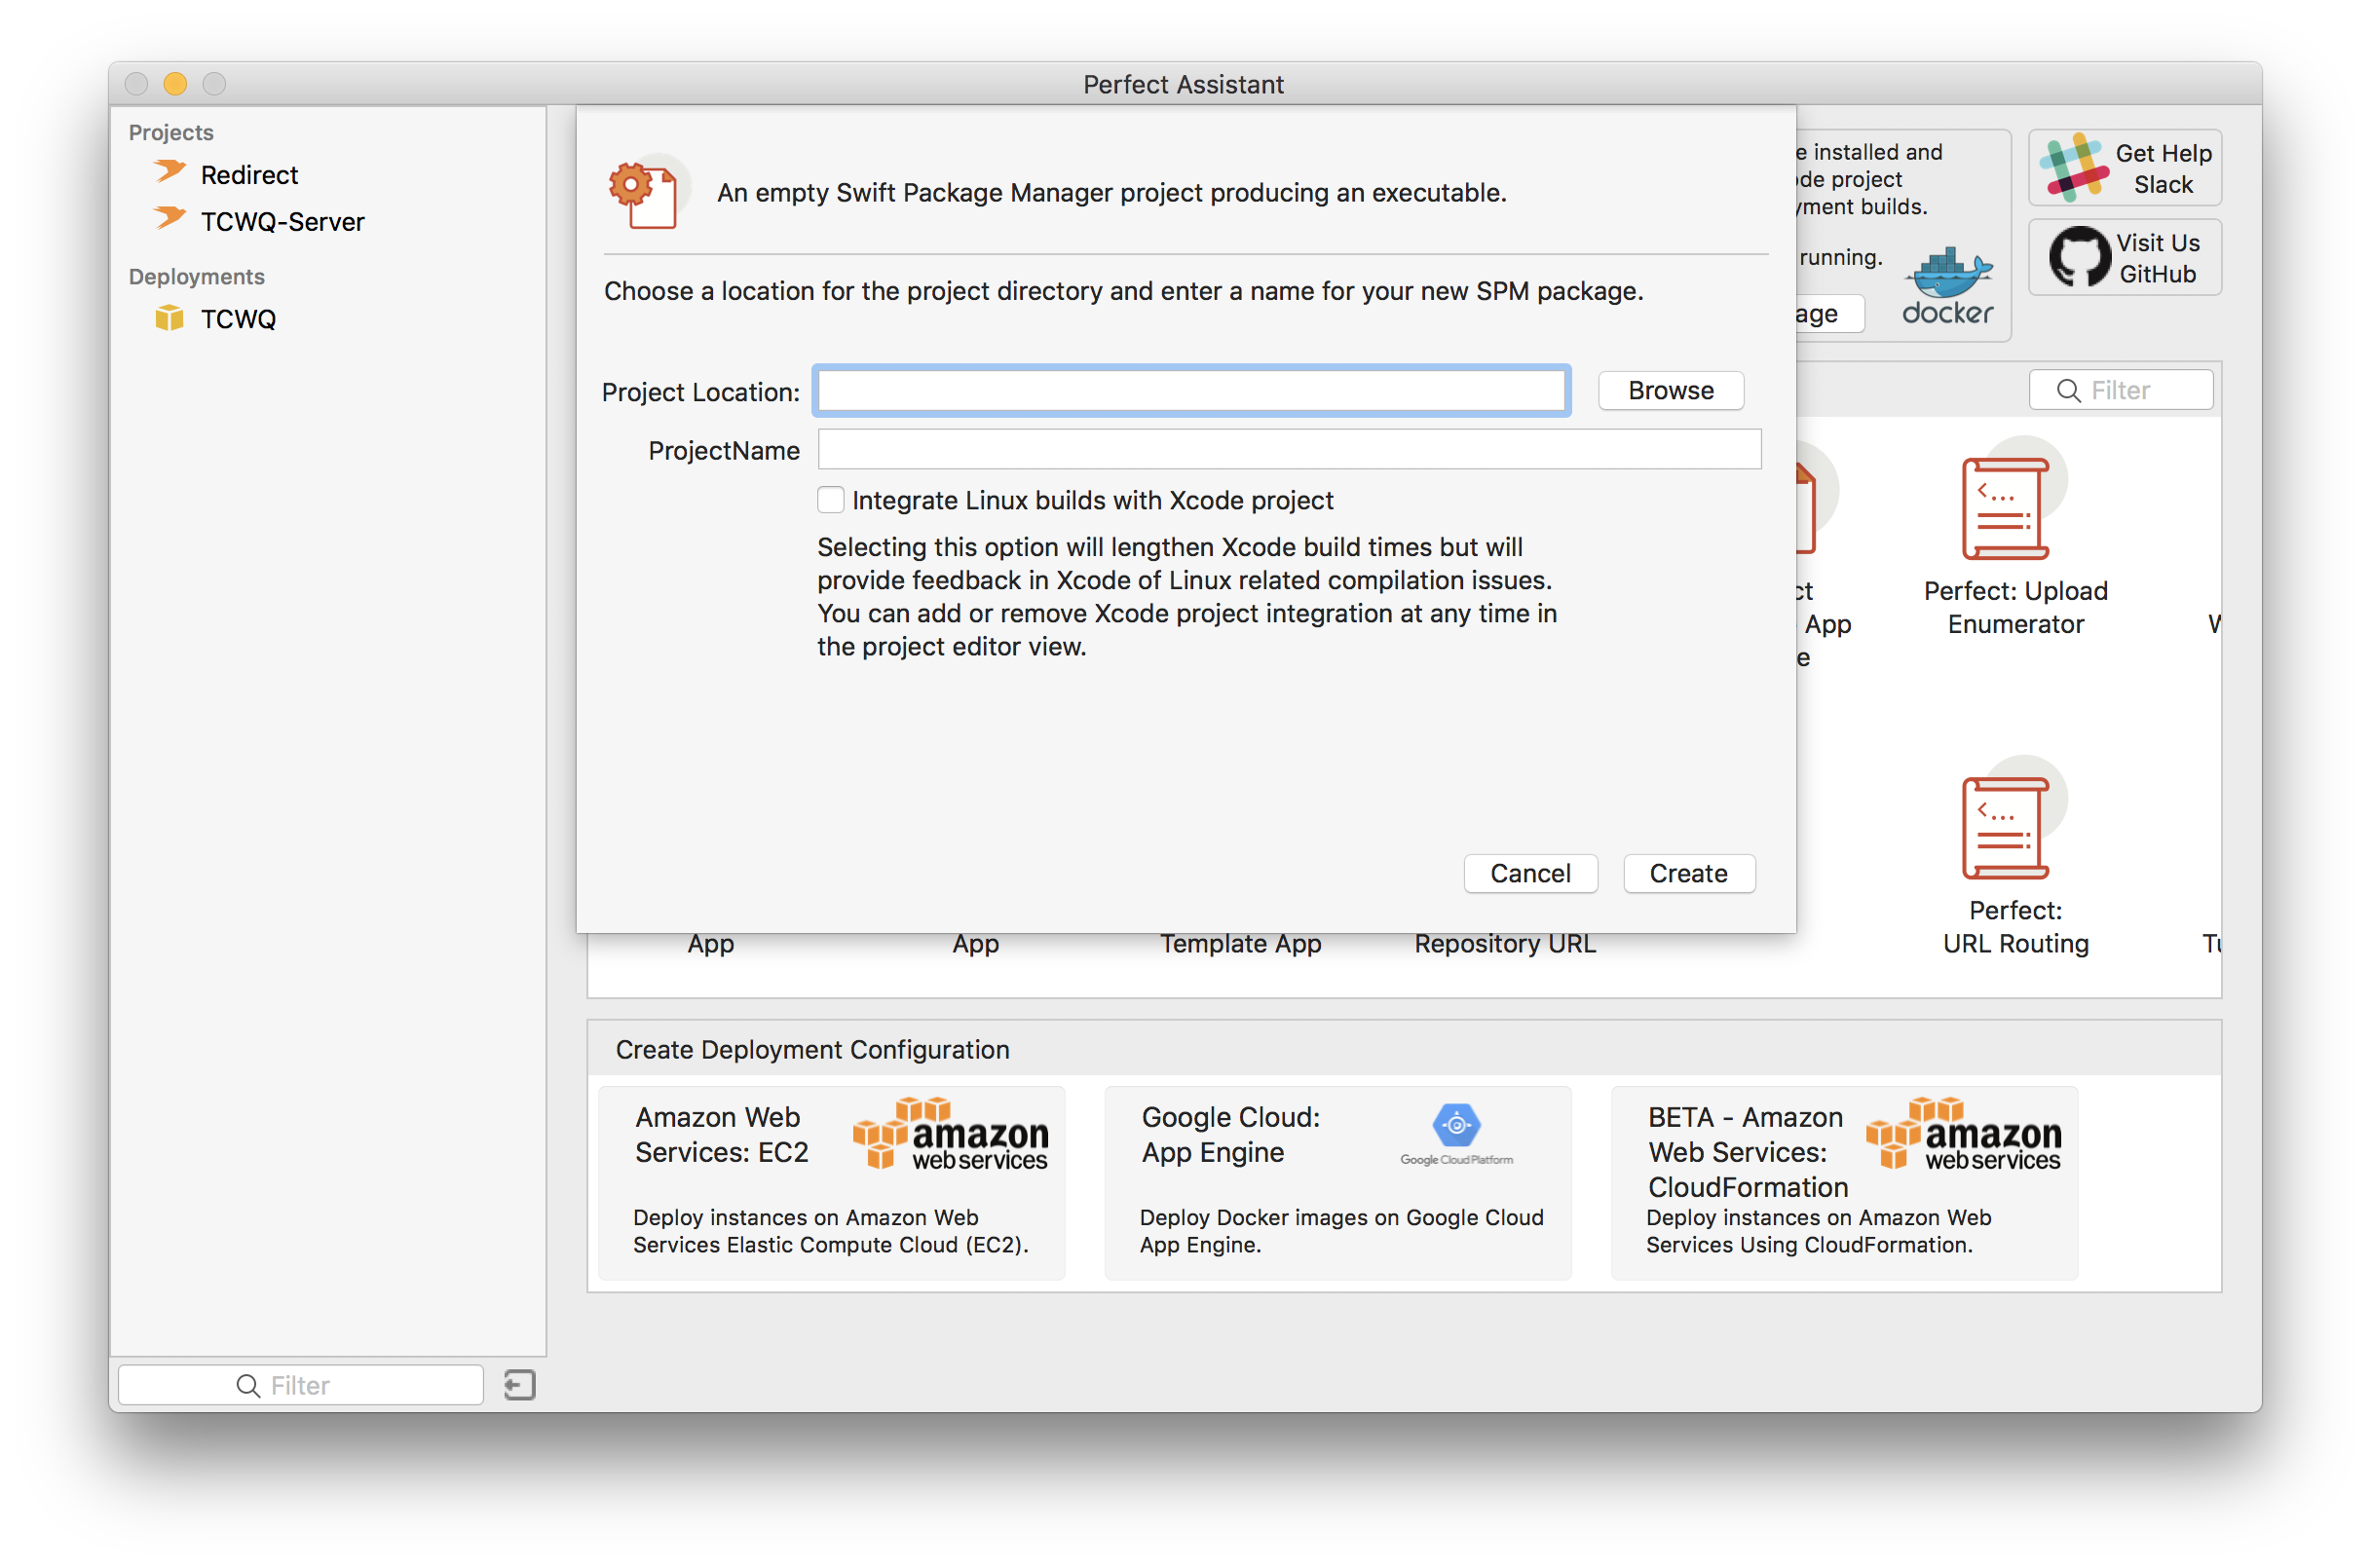 Perfect Assistant
Projects
Redirect
TCWQ-Server
Deployments
TCWQ
Filter
An empty Swift Package Manager project producing an executable.
Choose a location for the project directory and enter a name for your new SPM package.
Project Location:
Browse
ProjectName
Integrate Linux builds with Xcode project
Selecting this option will lengthen Xcode build times but will
provide feedback in Xcode of Linux related compilation issues.
You can add or remove Xcode project integration at any time in
the project editor view.
Cancel
Create
e installed and
de project
yment builds.
running.
age
docker
Get Help
Slack
Visit Us
GitHub
Filter
ct
App
e
Perfect: Upload
Enumerator
W
App
App
Template App
Repository URL
Perfect:
URL Routing
Tu
Create Deployment Configuration
Amazon Web
Services: EC2
amazon
webservices
Deploy instances on Amazon Web
Services Elastic Compute Cloud (EC2).
Google Cloud:
App Engine
Google Cloud Platform
Deploy Docker images on Google Cloud
App Engine.
BETA - Amazon
Web Services:
CloudFormation
amazon
webservices
Deploy instances on Amazon Web
Services Using CloudFormation.